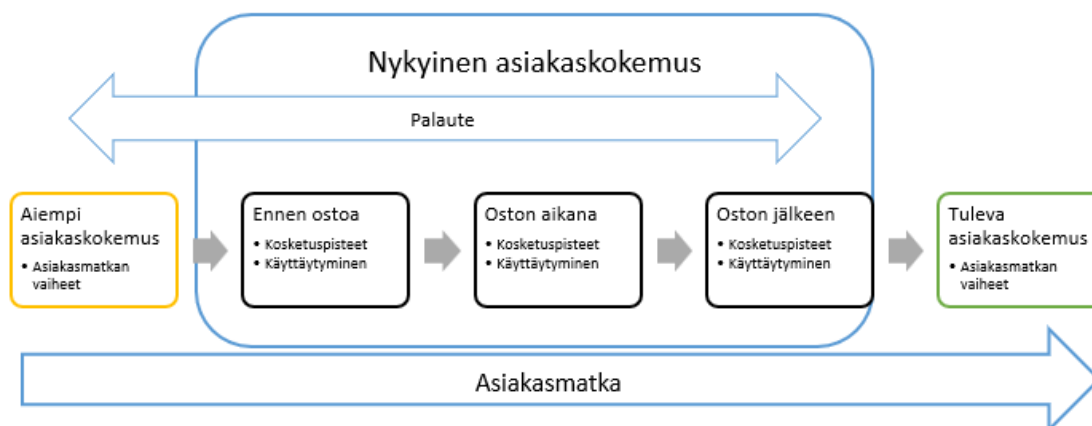 Nykyinen asiakaskokemus
Palaute
Aiempi
asiakaskokemus
• Asiakasmatkan
vaiheet
Ennen ostoa
• Kosketuspisteet
• Käyttäytyminen
Oston aikana
• Kosketuspisteet
• Käyttäytyminen
Oston jälkeen
• Kosketuspisteet
• Käyttäytyminen
Tuleva
asiakaskokemus
• Asiakasmatkan
vaiheet
Asiakasmatka